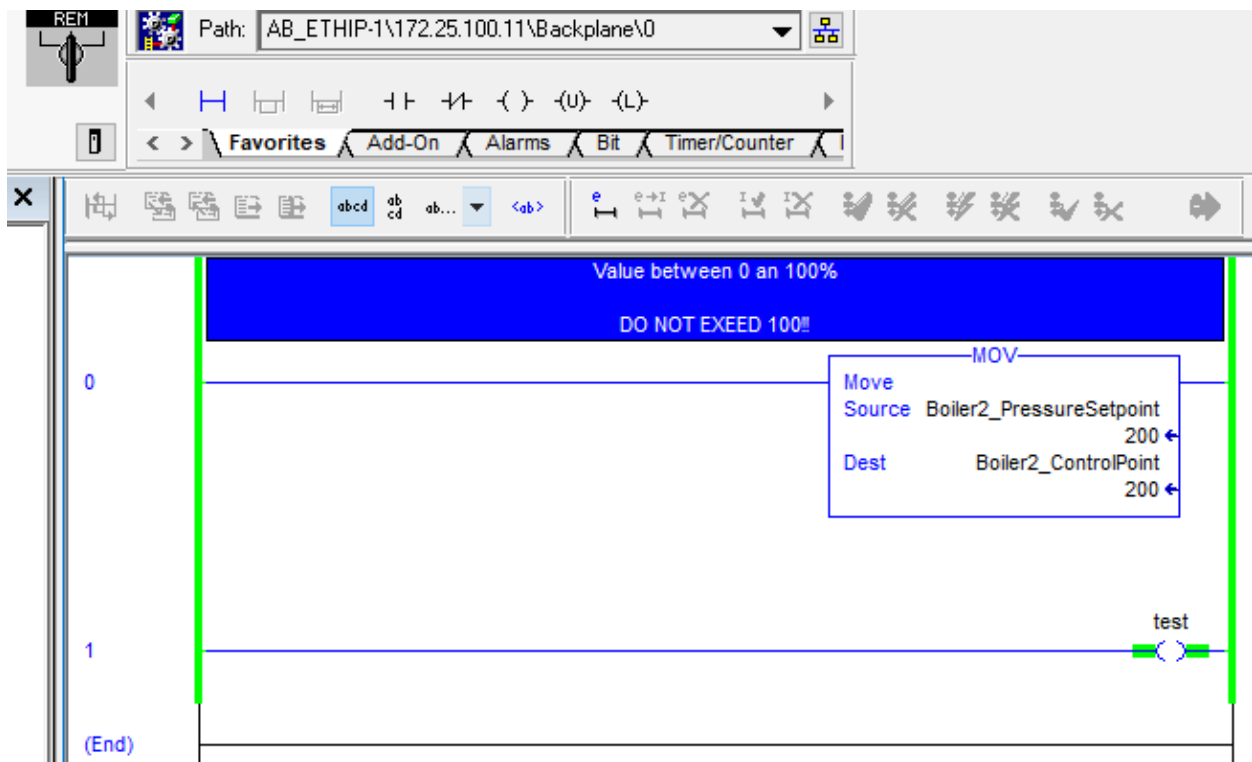 REM
Path: AB_ETHIP-1\172.25.100.11\Backplane\0
(U) (L)
< > Favorites Add-On Alarms Bit Timer/Counter
abcd ab cd ab... <ab>
e e→I e I I
Value between 0 an 100%
DO NOT EXEED 100!!
MOV
0
Move
Source Boiler2_PressureSetpoint
200
Dest Boiler2_ControlPoint
200
test
1
(End)